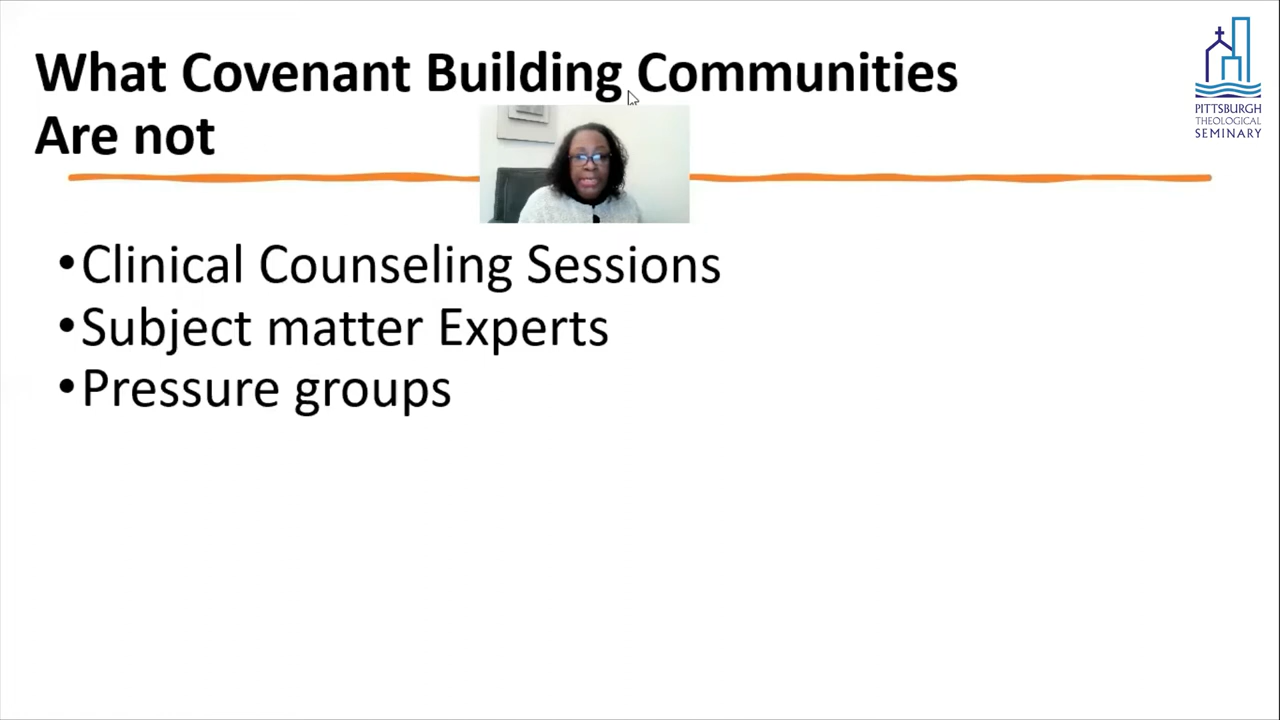 What Covenant Building Communities
Are not
PITTSBURGH
THEOLOGICAL
SEMINARY
•Clinical Counseling Sessions
•Subject matter Experts
•Pressure groups